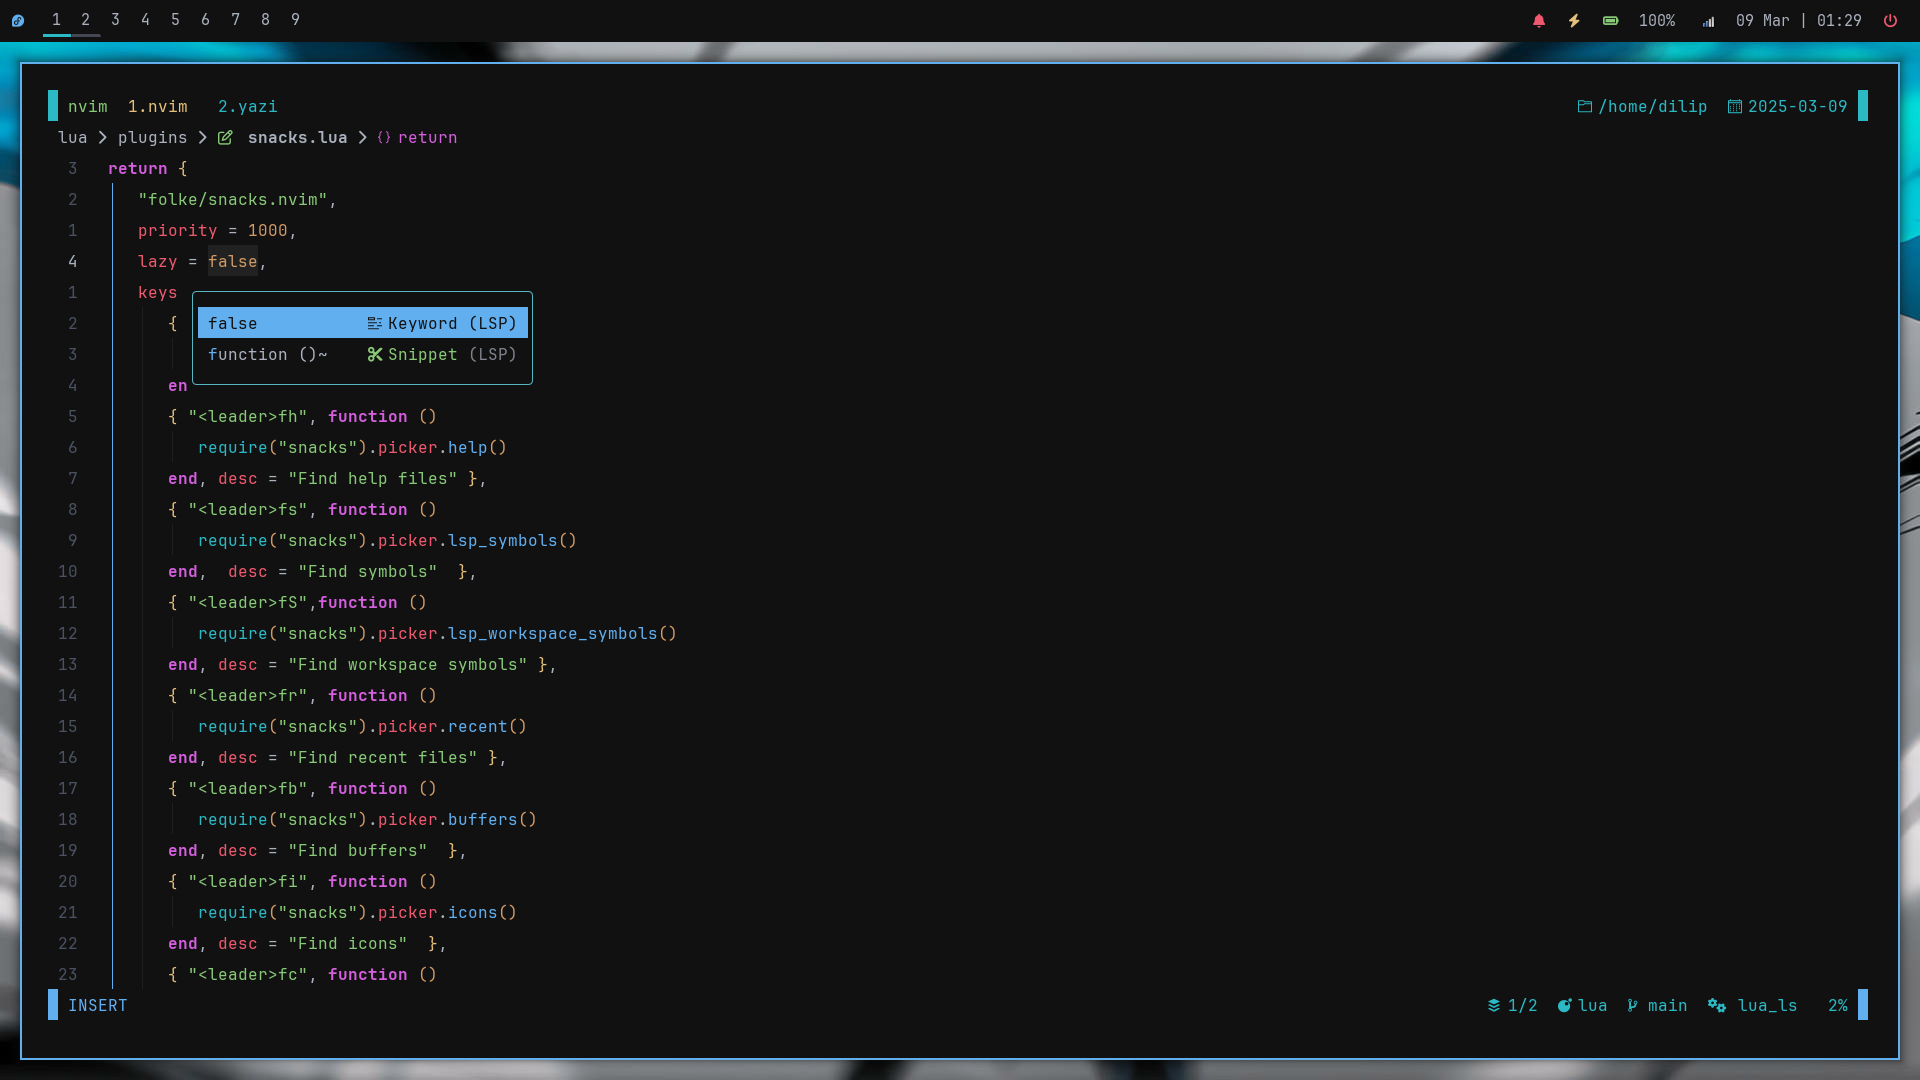 1 2 3 4 5 6 7 8 9 100% 09 Mar | 01:29
nvim 1.nvim 2.yazi /home/dilip 2025-03-09
lua > plugins > snacks.lua > {} return
3 return {
2 "folke/snacks.nvim",
1 priority = 1000,
4 lazy = false,
1 keys
2 { false Keyword (LSP)
3 function ()~ Snippet (LSP)
4 en
5 { "<leader>fh", function ()
6 require("snacks").picker.help()
7 end, desc = "Find help files" },
8 { "<leader>fs", function ()
9 require("snacks").picker.lsp_symbols()
10 end,  desc = "Find symbols"  },
11 { "<leader>fS",function ()
12 require("snacks").picker.lsp_workspace_symbols()
13 end, desc = "Find workspace symbols" },
14 { "<leader>fr", function ()
15 require("snacks").picker.recent()
16 end, desc = "Find recent files" },
17 { "<leader>fb", function ()
18 require("snacks").picker.buffers()
19 end, desc = "Find buffers"  },
20 { "<leader>fi", function ()
21 require("snacks").picker.icons()
22 end, desc = "Find icons"  },
23 { "<leader>fc", function ()
INSERT 1/2 lua main lua_ls 2%